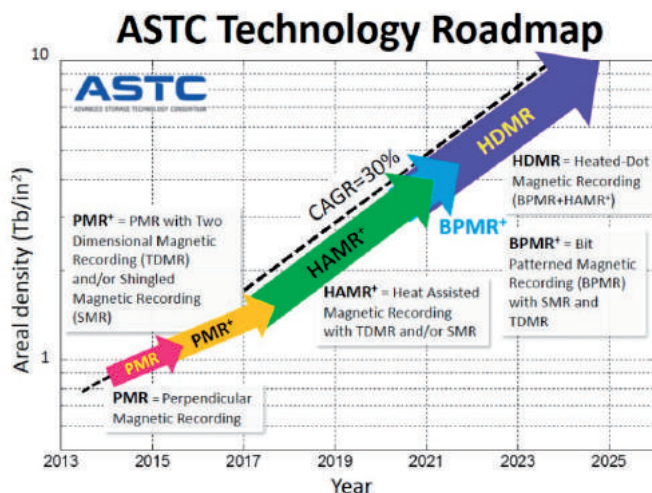 ASTC Technology Roadmap
ASTC
ADVANCED STORAGE TECHNOLOGY CONSORTIUM
Areal density (Tb/in²)
10
1
CAGR=30%
PMR⁺ = PMR with Two
Dimensional Magnetic
Recording (TDMR)
and/or Shingled
Magnetic Recording
(SMR)
PMR
PMR⁺
HAMR⁺
BPMR⁺
HDMR
HDMR = Heated-Dot
Magnetic Recording
(BPMR+HAMR⁺)
BPMR⁺ = Bit
Patterned Magnetic
Recording (BPMR)
with SMR and
TDMR
HAMR⁺ = Heat Assisted
Magnetic Recording
with TDMR and/or SMR
PMR = Perpendicular
Magnetic Recording
2013 2015 2017 2019 2021 2023 2025
Year